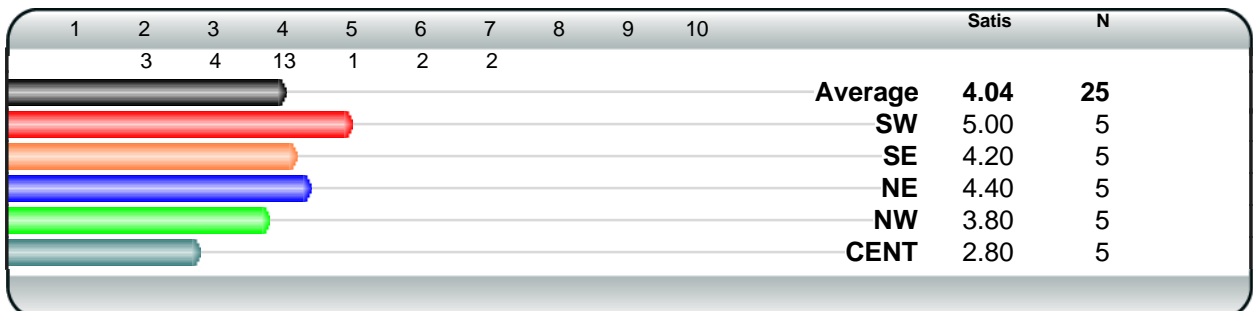 1 2 3 4 5 6 7 8 9 10 Satis N
3 4 13 1 2 2
Average 4.04 25
SW 5.00 5
SE 4.20 5
NE 4.40 5
NW 3.80 5
CENT 2.80 5